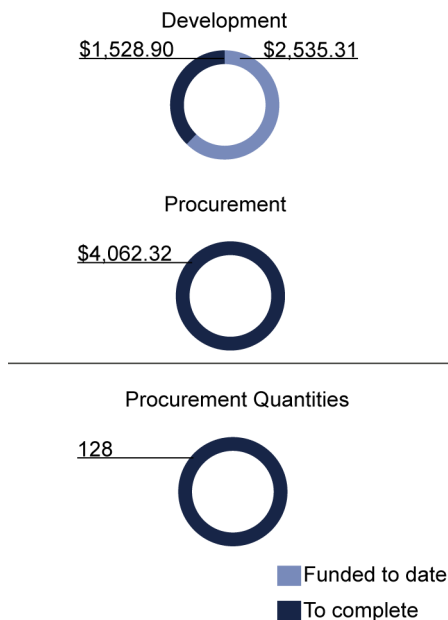 Development
$1,528.90 $2,535.31
Procurement
$4,062.32
Procurement Quantities
128
Funded to date
To complete